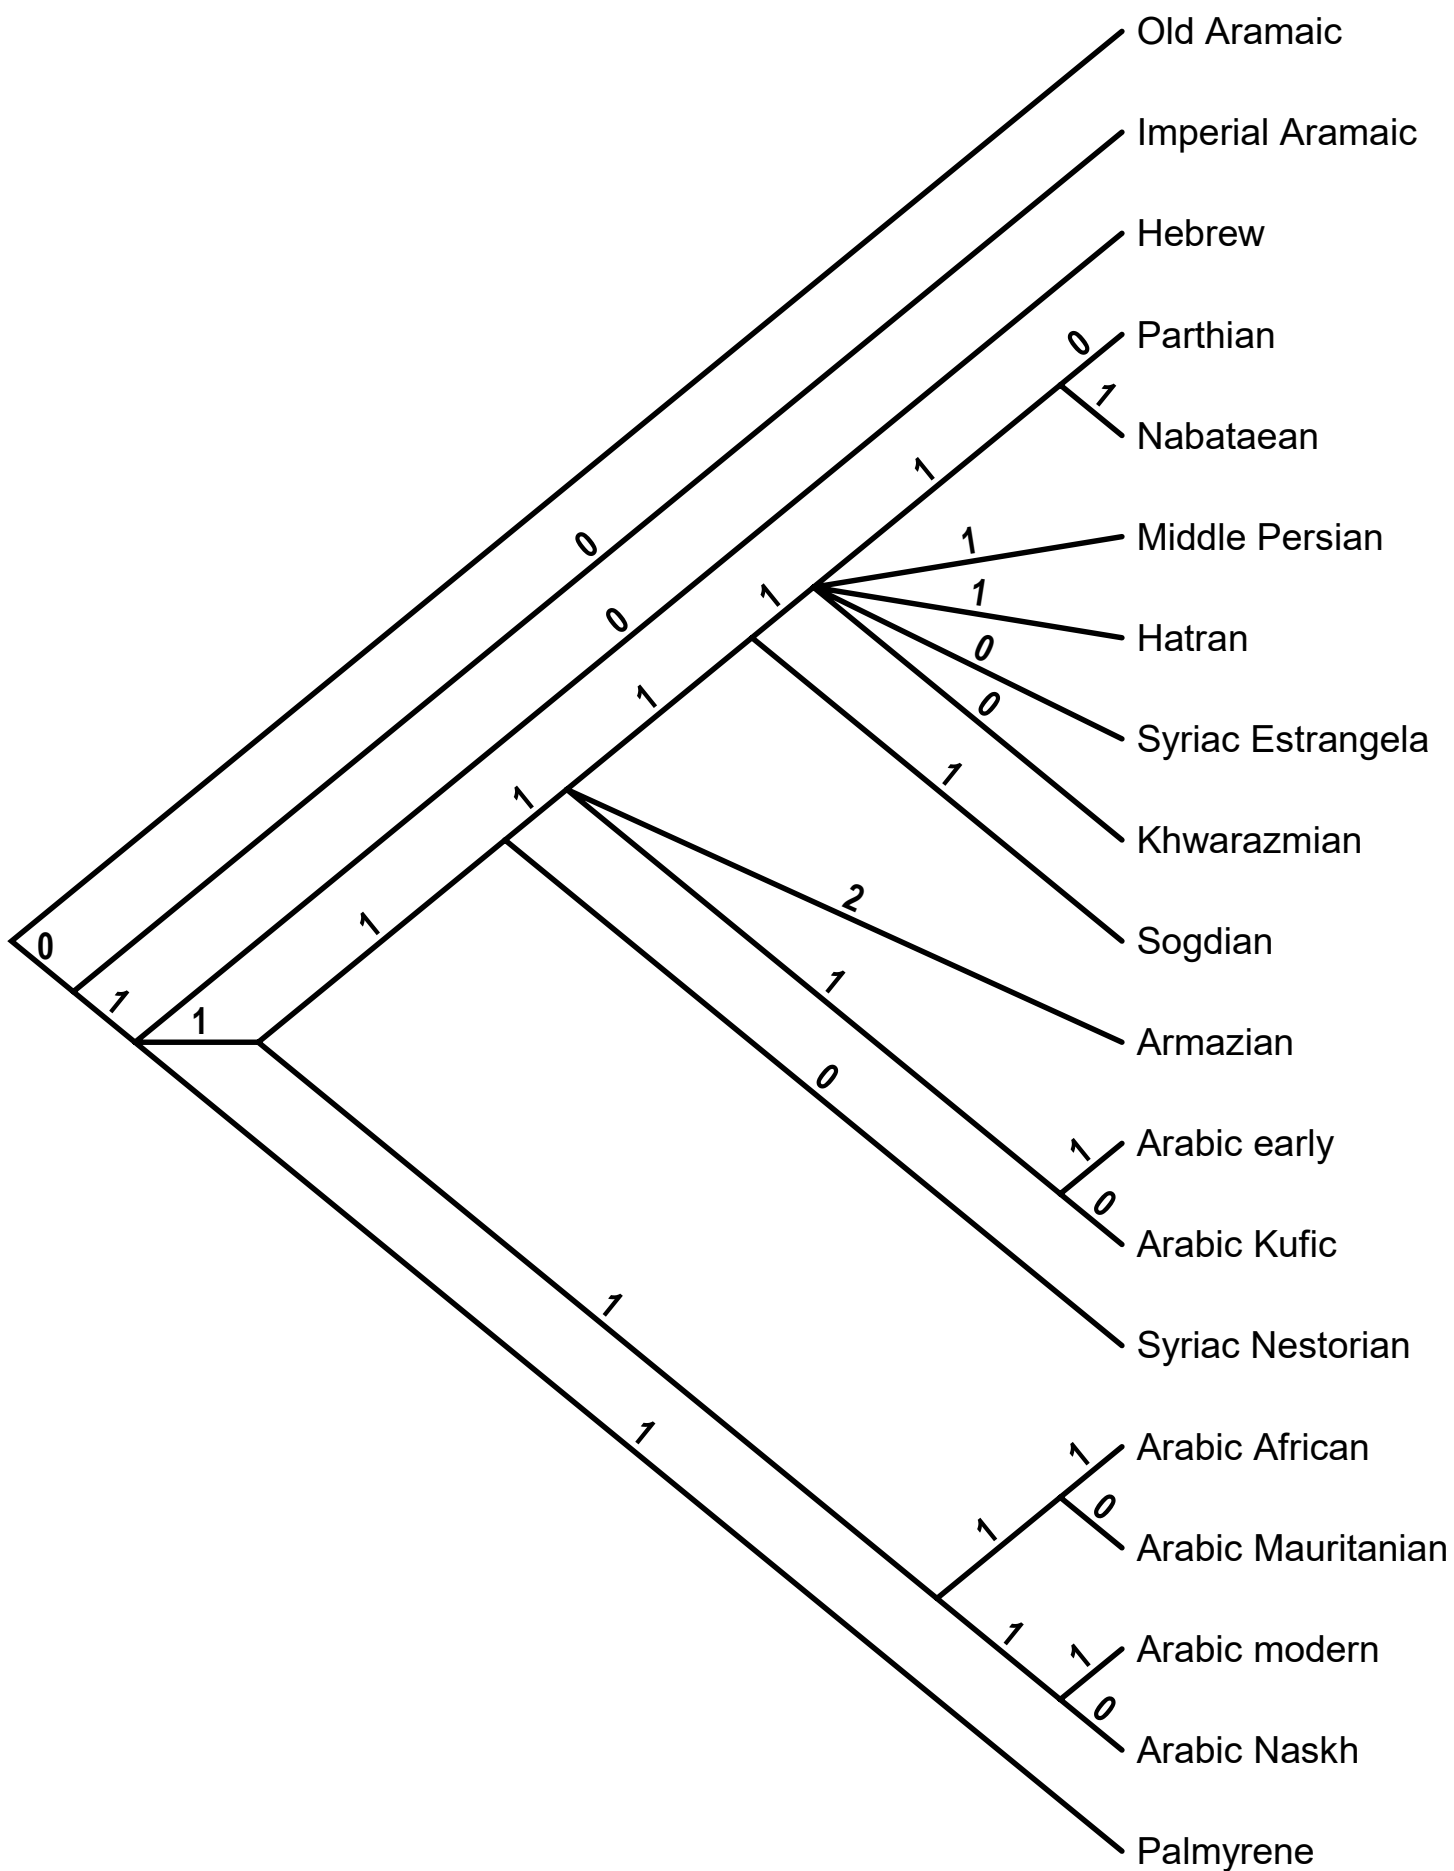 Old Aramaic
Imperial Aramaic
Hebrew
0 Parthian
1
Nabataean
1
1 Middle Persian
0
1
1 Hatran
0
0 Syriac Estrangela
1
0
1 Khwarazmian
1
2
1 Sogdian
0
1
1
1 Armazian
0
1 Arabic early
0
Arabic Kufic
1
Syriac Nestorian
1
1 Arabic African
0
1
Arabic Mauritanian
1
1 Arabic modern
0
Arabic Naskh
Palmyrene